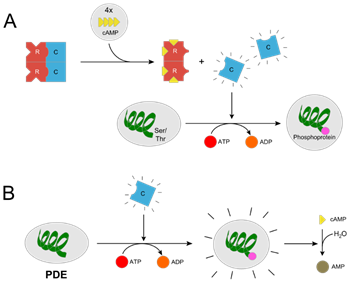 A
4x
cAMP
R C
R C
R
R
+
C
C
Ser/
Thr
ATP
ADP
Phosphoprotein
B
C
PDE
ATP
ADP
cAMP
H₂O
AMP